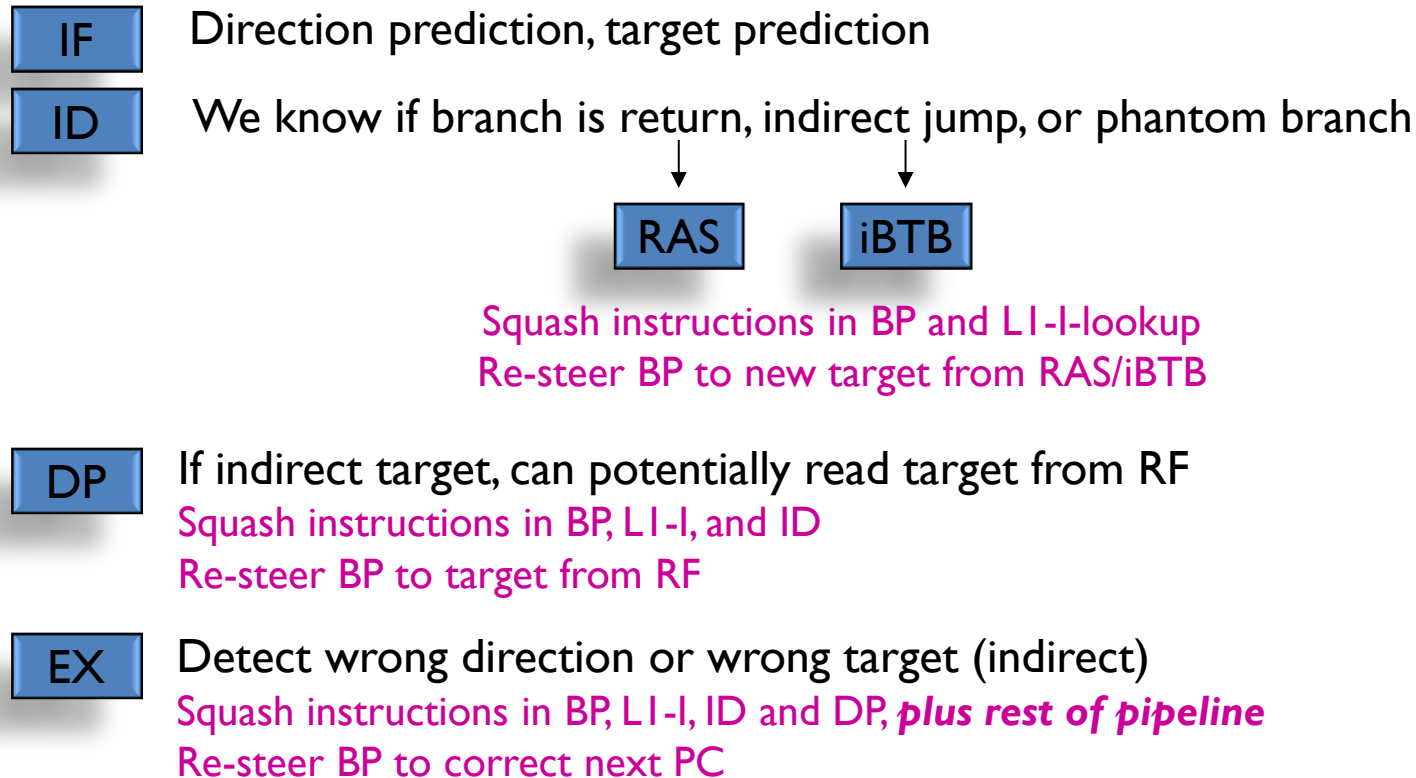 IF Direction prediction, target prediction
ID We know if branch is return, indirect jump, or phantom branch
RAS iBTB
Squash instructions in BP and L1-I-lookup
Re-steer BP to new target from RAS/iBTB
DP If indirect target, can potentially read target from RF
Squash instructions in BP, L1-I, and ID
Re-steer BP to target from RF
EX Detect wrong direction or wrong target (indirect)
Squash instructions in BP, L1-I, ID and DP, plus rest of pipeline
Re-steer BP to correct next PC